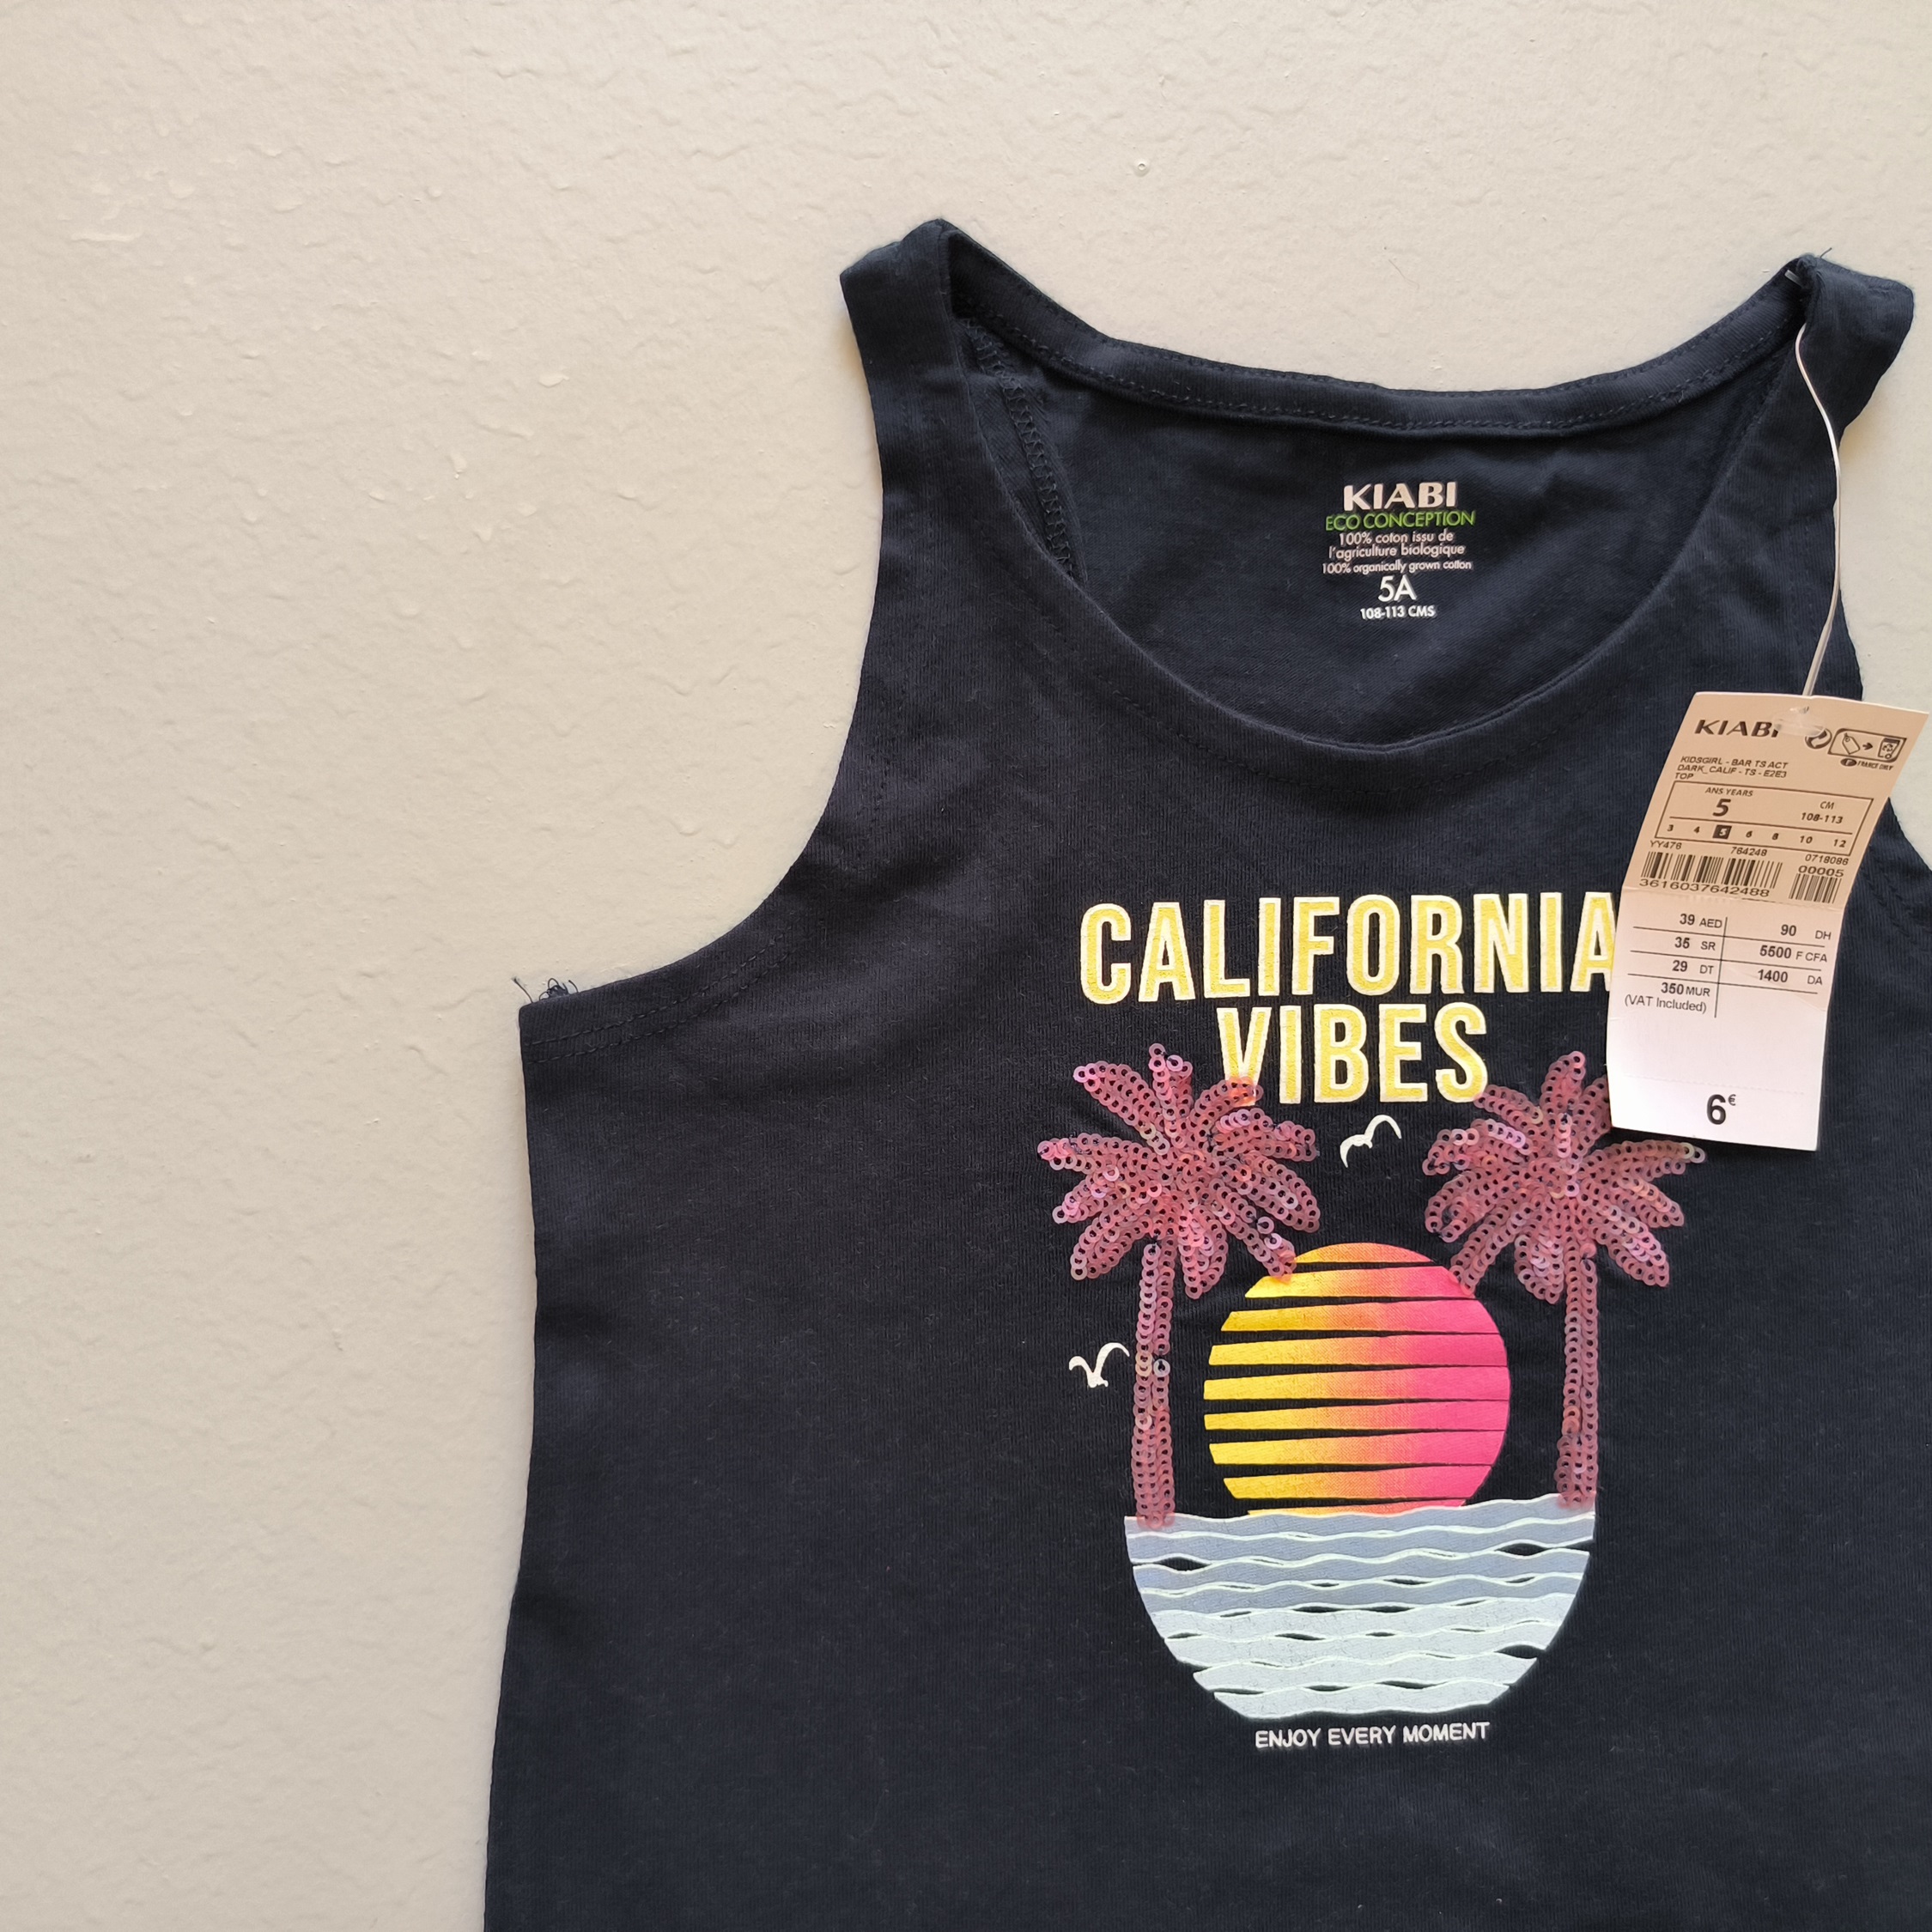 KIABI
ECO CONCEPTION
100% coton issu de
l'agriculture biologique
100% organically grown cotton
5A
108-113 CMS
KIABI
FRANCE ONLY
KIDSGIRL - BAR TS ACT
DARK_CALIF - TS - E2E3
TOP
ANS YEARS
CM
5
108-113
3 4 5 6 8 10 12
YY476 764248 0718086
00005
3616037642488
39 AED 90 DH
35 SR 5500 F CFA
29 DT 1400 DA
350 MUR
(VAT Included)
6€
CALIFORNIA
VIBES
ENJOY EVERY MOMENT